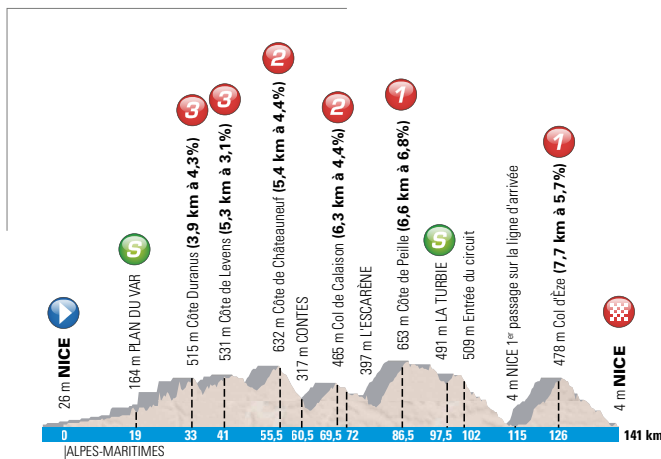 26 m NICE
S
164 m PLAN DU VAR
3
515 m Côte Duranus (3,9 km à 4,3%)
3
531 m Côte de Levens (5,3 km à 3,1%)
2
632 m Côte de Châteauneuf (5,4 km à 4,4%)
317 m CONTES
2
465 m Col de Calaison (6,3 km à 4,4%)
397 m L'ESCARÈNE
1
653 m Côte de Peille (6,6 km à 6,8%)
S
491 m LA TURBIE
509 m Entrée du circuit
4 m NICE 1er passage sur la ligne d'arrivée
1
478 m Col d'Èze (7,7 km à 5,7%)
4 m NICE
0 19 33 41 55,5 60,5 69,5 72 86,5 97,5 102 115 126 141 km
|ALPES-MARITIMES